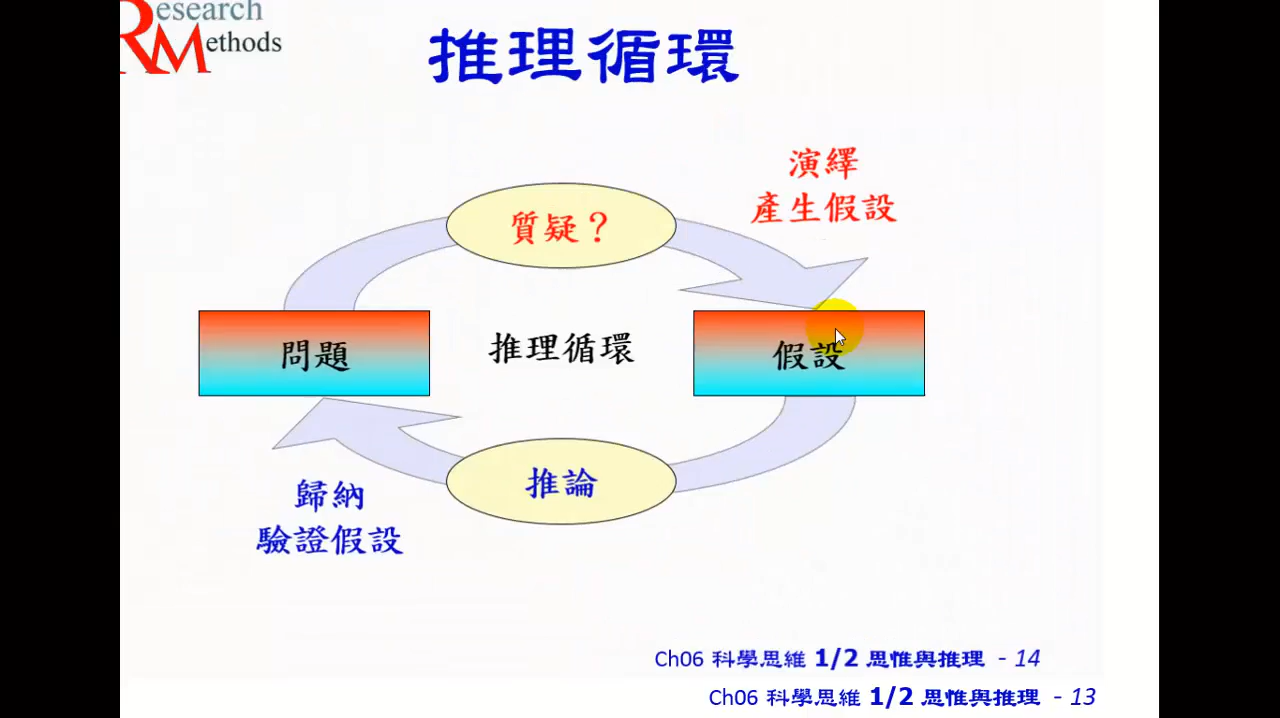 Research
Methods
推理循環
演繹
產生假設
質疑？
問題
推理循環
假設
推論
歸納
驗證假設
Ch06 科學思維 1/2 思惟與推理 - 14
Ch06 科學思維 1/2 思惟與推理 - 13